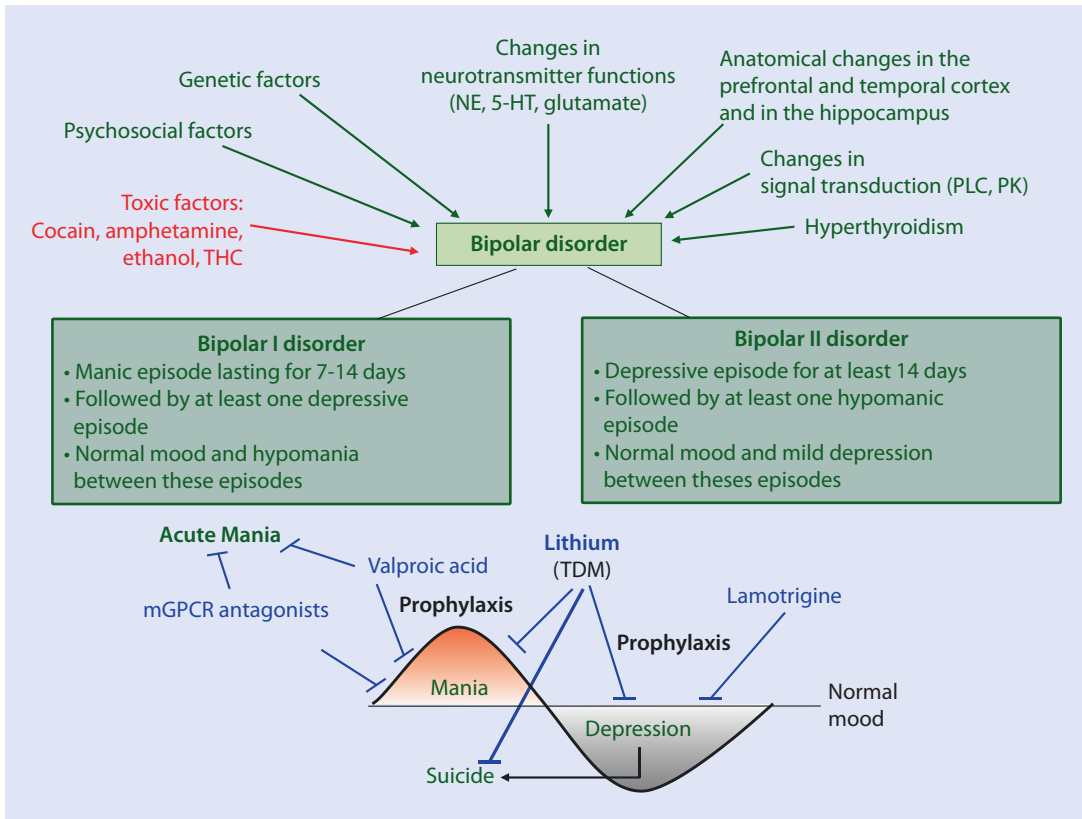 Changes in
neurotransmitter functions
(NE, 5-HT, glutamate)
Genetic factors
Anatomical changes in the
prefrontal and temporal cortex
and in the hippocampus
Psychosocial factors
Changes in
signal transduction (PLC, PK)
Toxic factors:
Cocain, amphetamine,
ethanol, THC
Hyperthyroidism
Bipolar disorder
Bipolar I disorder
• Manic episode lasting for 7-14 days
• Followed by at least one depressive
episode
• Normal mood and hypomania
between these episodes
Bipolar II disorder
• Depressive episode for at least 14 days
• Followed by at least one hypomanic
episode
• Normal mood and mild depression
between theses episodes
Acute Mania
Valproic acid
Lithium
(TDM)
mGPCR antagonists
Prophylaxis
Lamotrigine
Prophylaxis
Mania
Normal
mood
Depression
Suicide